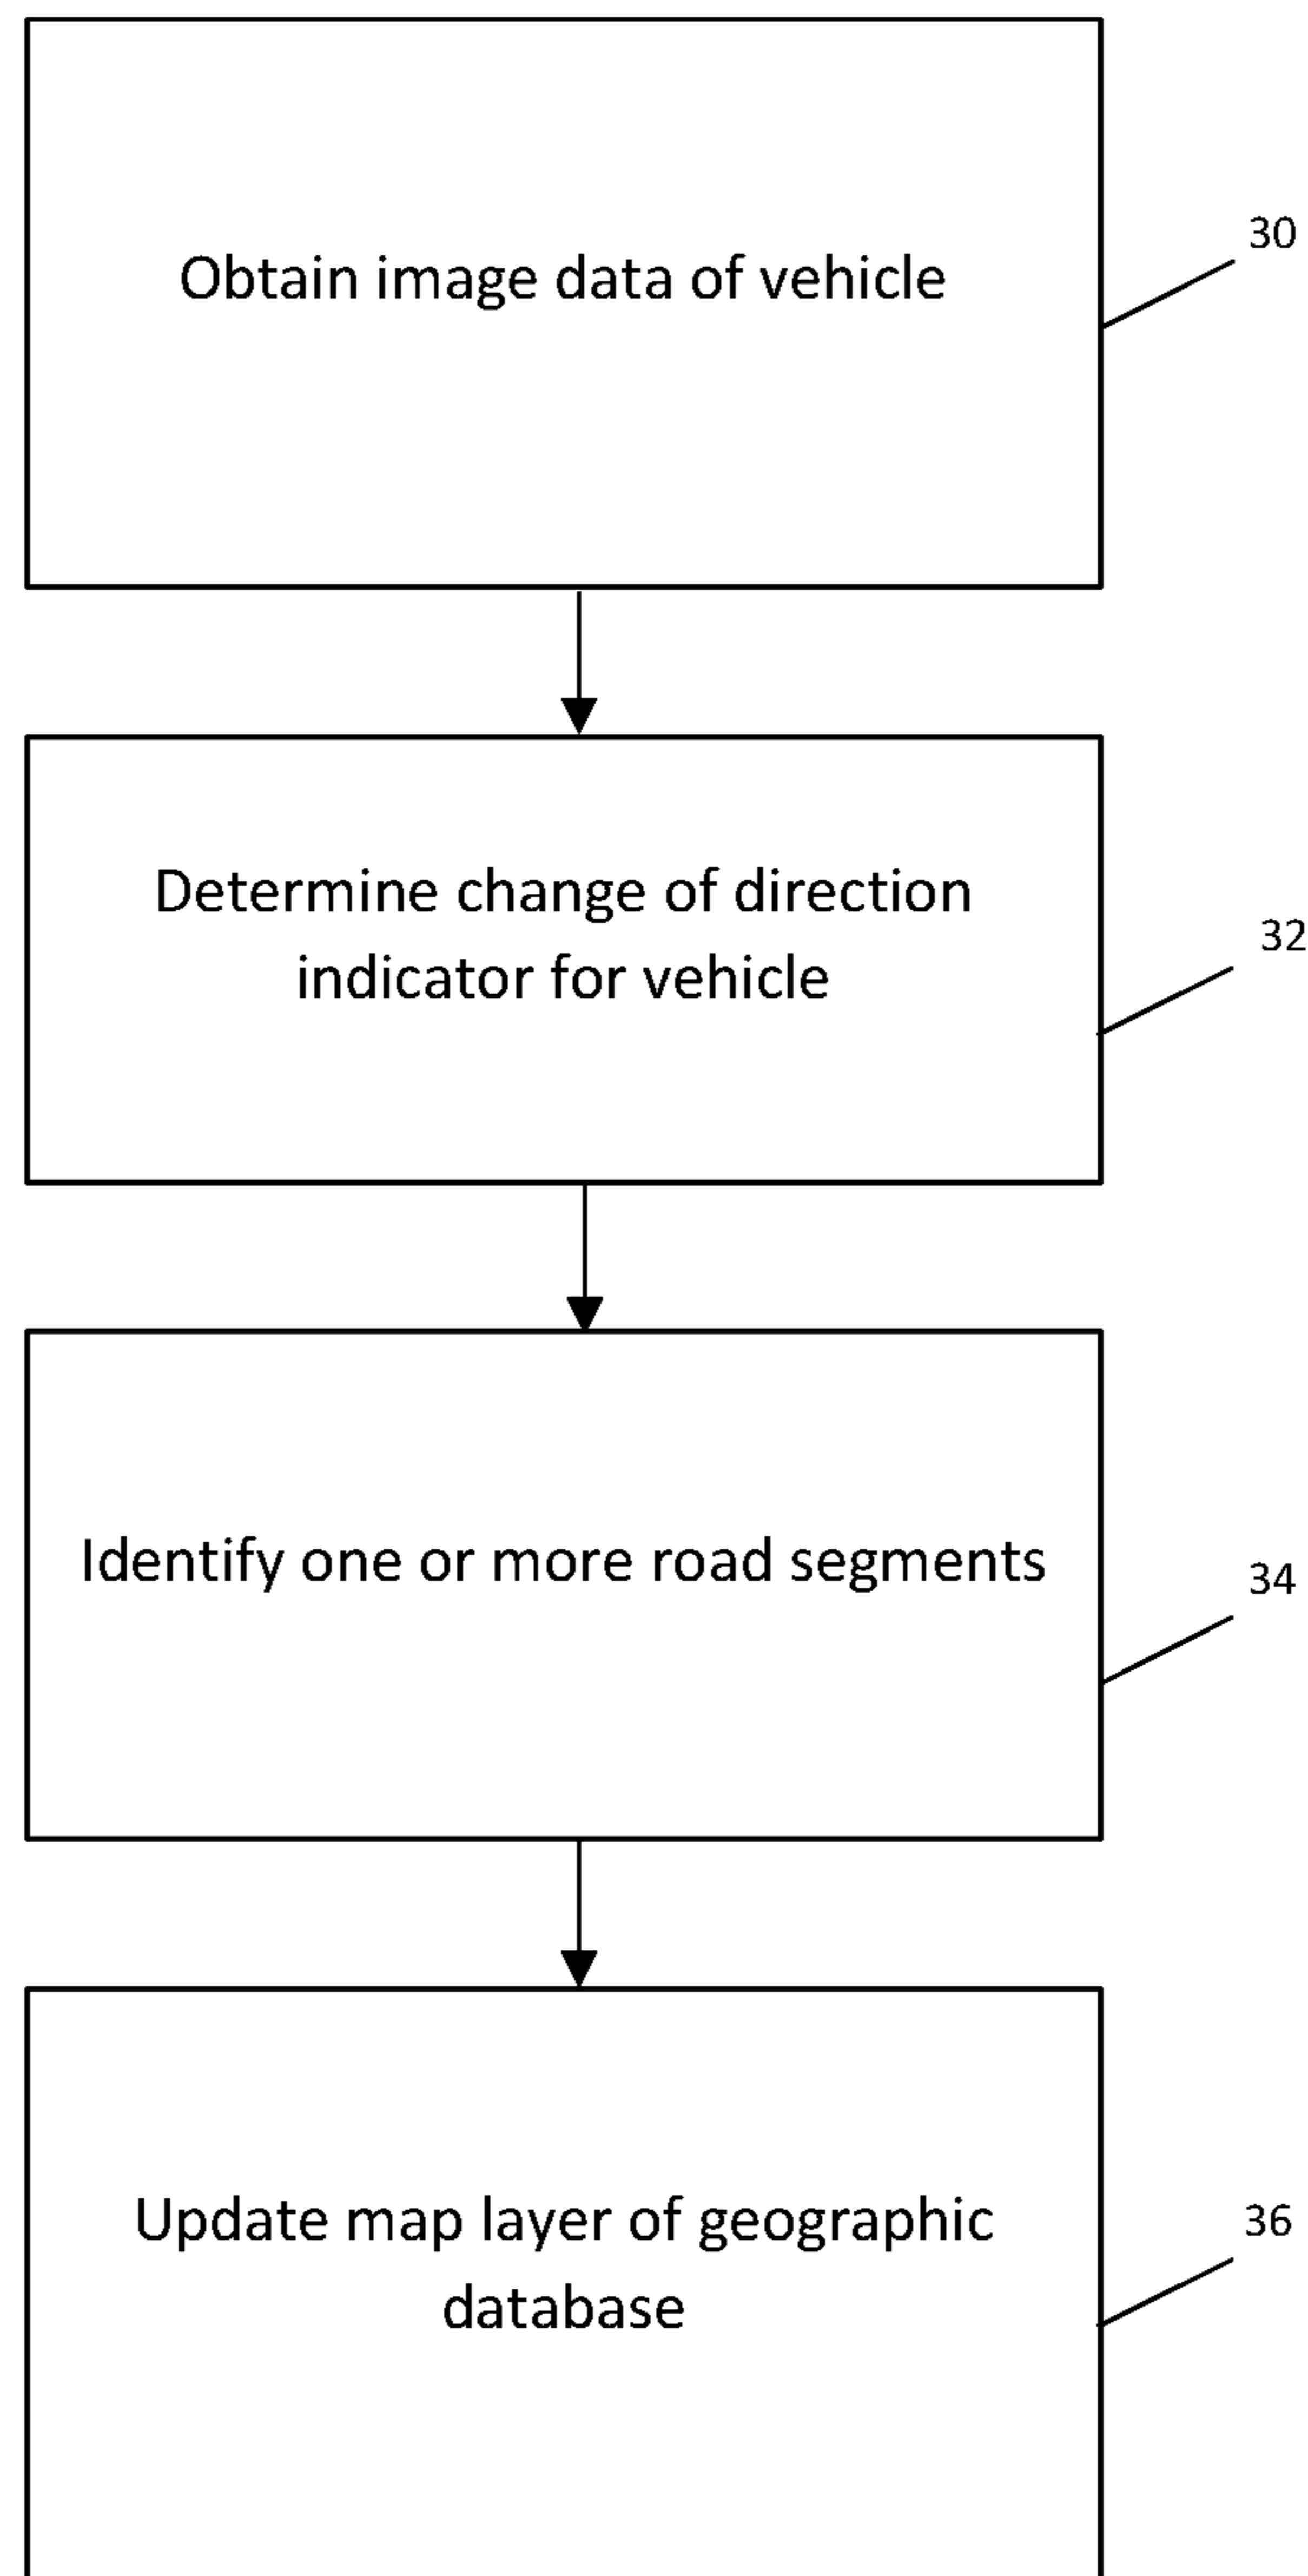 Obtain image data of vehicle
30
Determine change of direction
indicator for vehicle
32
Identify one or more road segments
34
Update map layer of geographic
database
36